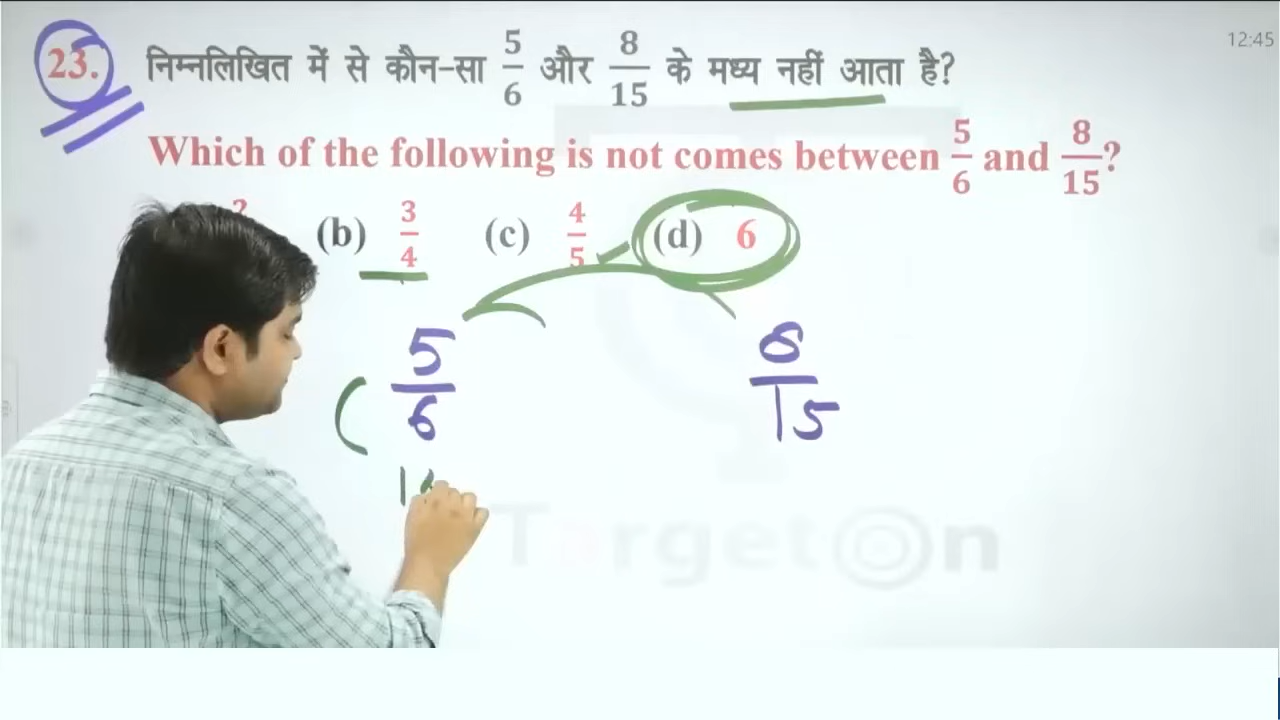 12:45
23. निम्नलिखित में से कौन-सा 5/6 और 8/15 के मध्य नहीं आता है?
Which of the following is not comes between 5/6 and 8/15?
(b) 3/4 (c) 4/5 (d) 6
5/6 8/15
TargetOn